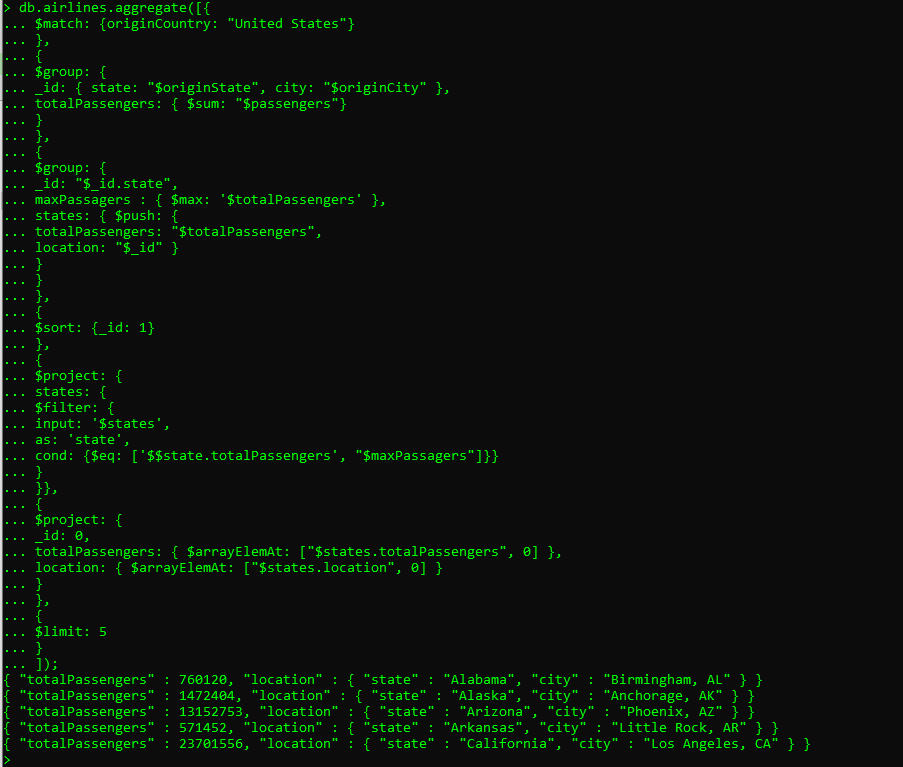 > db.airlines.aggregate([{
... $match: {originCountry: "United States"}
... },
... {
... $group: {
... _id: { state: "$originState", city: "$originCity" },
... totalPassengers: { $sum: "$passengers"}
... }
... },
... {
... $group: {
... _id: "$_id.state",
... maxPassagers : { $max: '$totalPassengers' },
... states: { $push: {
... totalPassengers: "$totalPassengers",
... location: "$_id" }
... }
... }
... },
... {
... $sort: {_id: 1}
... },
... {
... $project: {
... states: {
... $filter: {
... input: '$states',
... as: 'state',
... cond: {$eq: ['$$state.totalPassengers', "$maxPassagers"]}}
... }
... }},
... {
... $project: {
... _id: 0,
... totalPassengers: { $arrayElemAt: ["$states.totalPassengers", 0] },
... location: { $arrayElemAt: ["$states.location", 0] }
... }
... },
... {
... $limit: 5
... }
... ]);
{ "totalPassengers" : 760120, "location" : { "state" : "Alabama", "city" : "Birmingham, AL" } }
{ "totalPassengers" : 1472404, "location" : { "state" : "Alaska", "city" : "Anchorage, AK" } }
{ "totalPassengers" : 13152753, "location" : { "state" : "Arizona", "city" : "Phoenix, AZ" } }
{ "totalPassengers" : 571452, "location" : { "state" : "Arkansas", "city" : "Little Rock, AR" } }
{ "totalPassengers" : 23701556, "location" : { "state" : "California", "city" : "Los Angeles, CA" } }
>